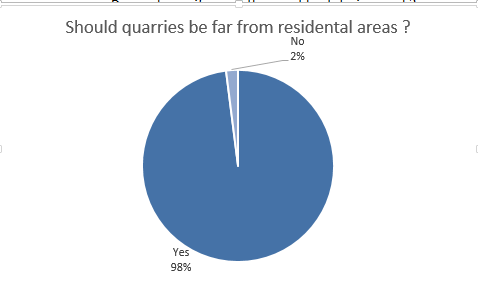 Should quarries be far from residental areas ?
No
2%
Yes
98%